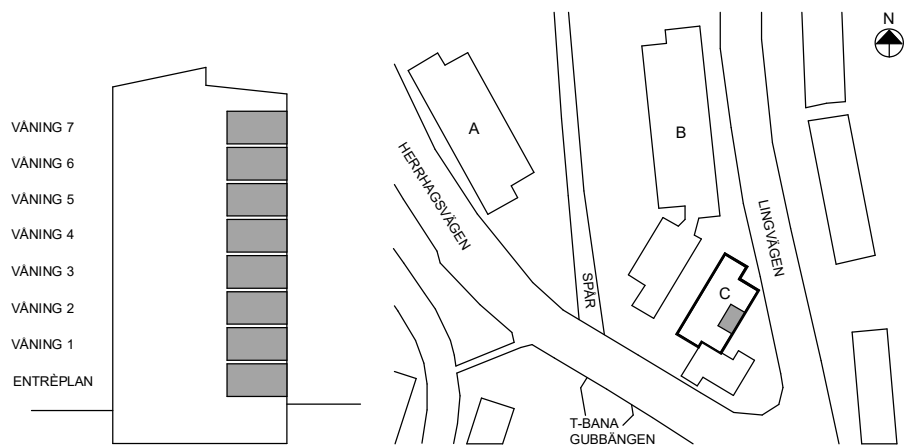 VÅNING 7
VÅNING 6
VÅNING 5
VÅNING 4
VÅNING 3
VÅNING 2
VÅNING 1
ENTRÈPLAN
N
A
B
HERRHAGSVÄGEN
LINGVÄGEN
SPÅR
C
T-BANA
GUBBÄNGEN